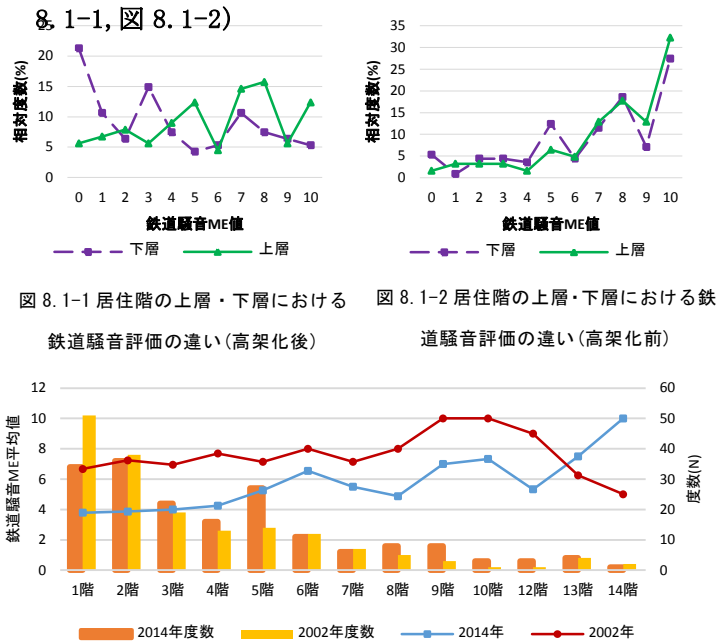 8.1-1,図 8.1-2)
相対度数(%)
25
20
15
10
5
0
0 1 2 3 4 5 6 7 8 9 10
鉄道騒音ME値
下層 上層
相対度数(%)
35
30
25
20
15
10
5
0
0 1 2 3 4 5 6 7 8 9 10
鉄道騒音ME値
下層 上層
図 8.1-1 居住階の上層・下層における
鉄道騒音評価の違い(高架化後)
図 8.1-2 居住階の上層・下層における鉄
道騒音評価の違い(高架化前)
鉄道騒音ME平均値
12
10
8
6
4
2
0
度数(N)
60
50
40
30
20
10
0
1階 2階 3階 4階 5階 6階 7階 8階 9階 10階 12階 13階 14階
2014年度数 2002年度数 2014年 2002年